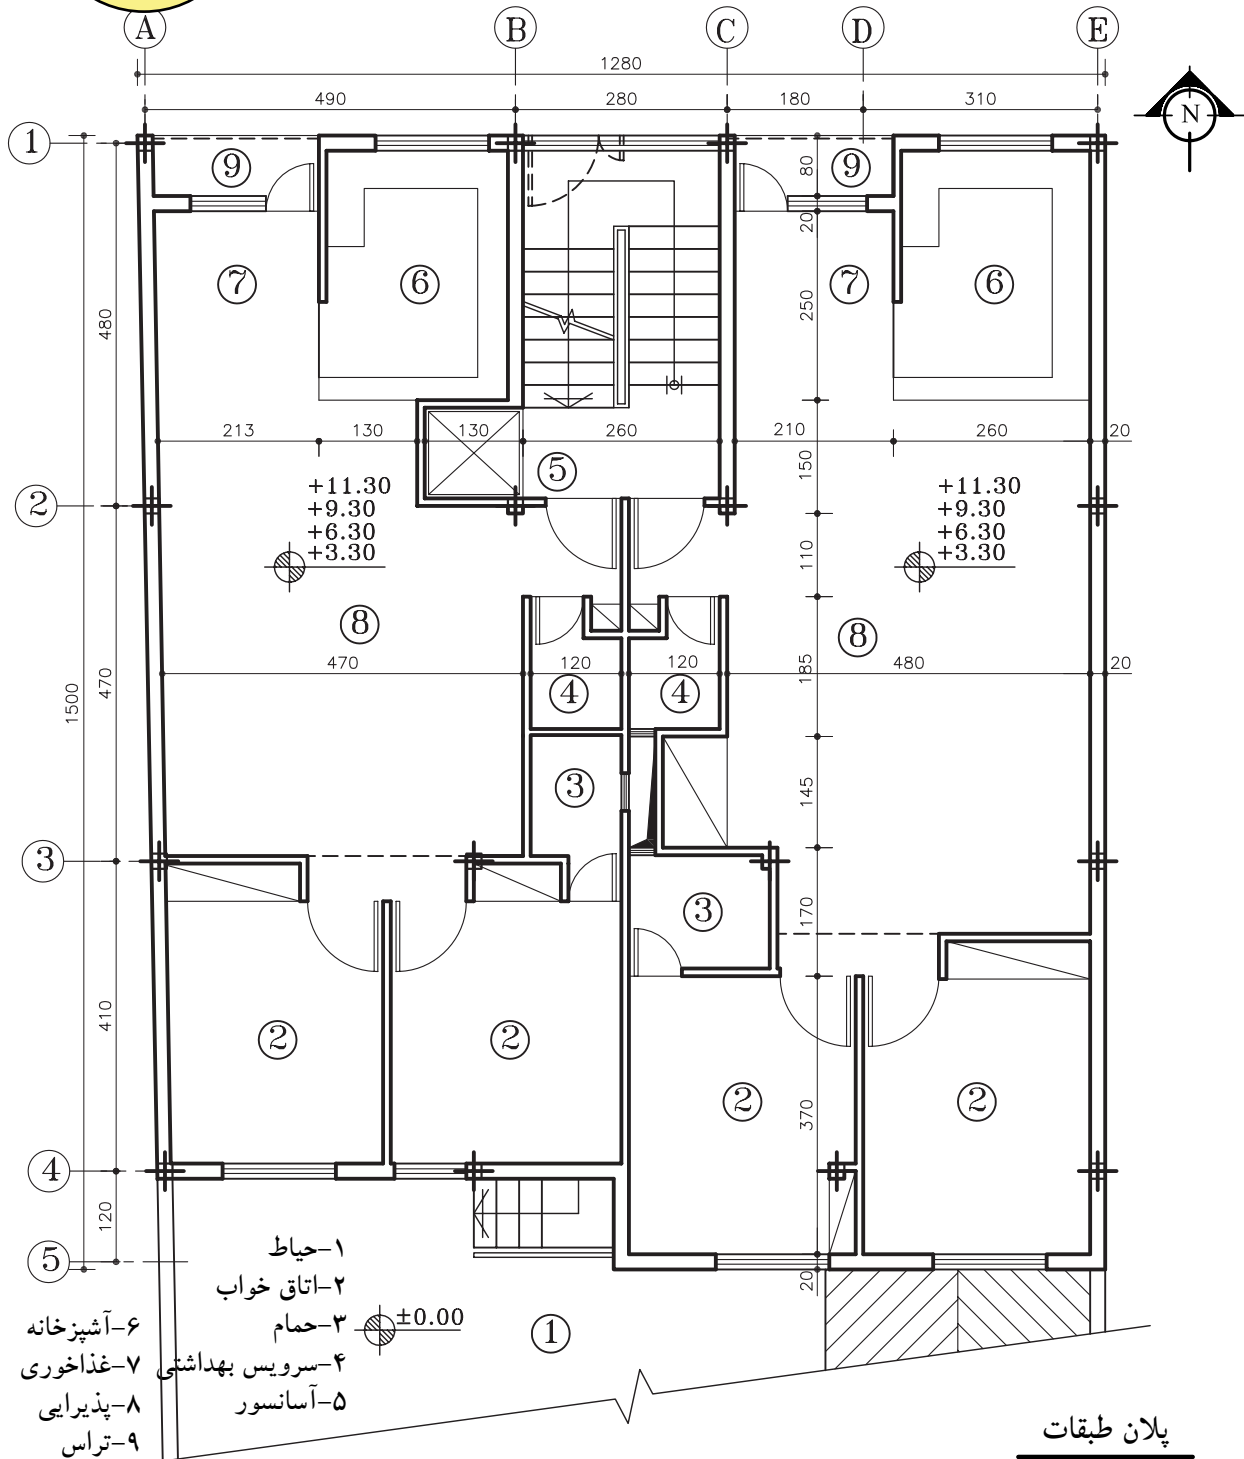 A B C D E
1280
490 280 180 310
N
1
9 9
80
20
7 6 7 6
480
250
213 130 130 260 210 260 20
5
150
2
+11.30 +11.30
+9.30 +9.30
+6.30 +6.30
+3.30 +3.30
110
8 8
470 120 120 480 20
470
185
4 4
1500
3
145
3
3
170
410
2 2
2 2
370
4
120
5
20
۱-حیاط
۲-اتاق خواب
۳-حمام
۴-سرویس بهداشتی
۵-آسانسور
۶-آشپزخانه
۷-غذاخوری
۸-پذیرایی
۹-تراس
±0.00
1
پلان طبقات